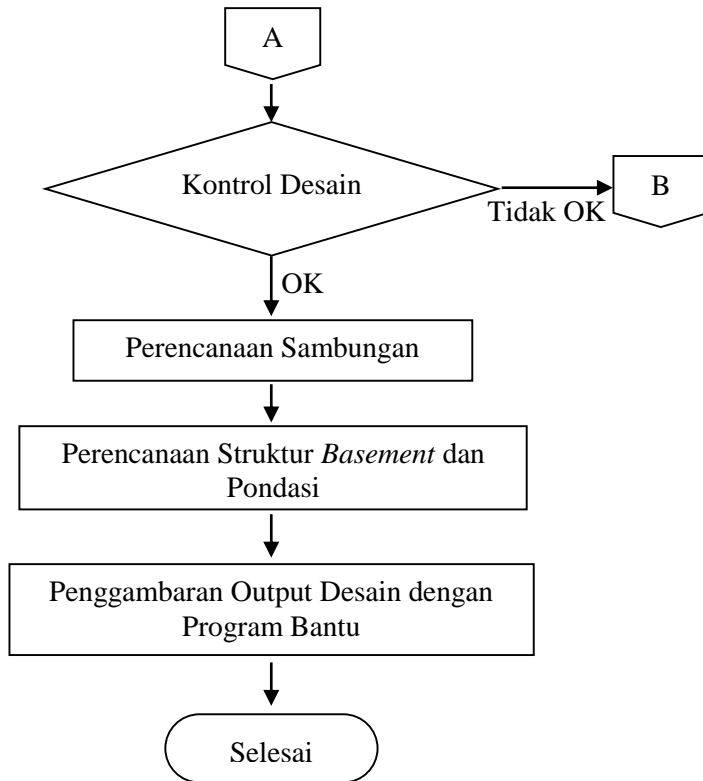 A
Kontrol Desain
B
Tidak OK
OK
Perencanaan Sambungan
Perencanaan Struktur Basement dan
Pondasi
Penggambaran Output Desain dengan
Program Bantu
Selesai